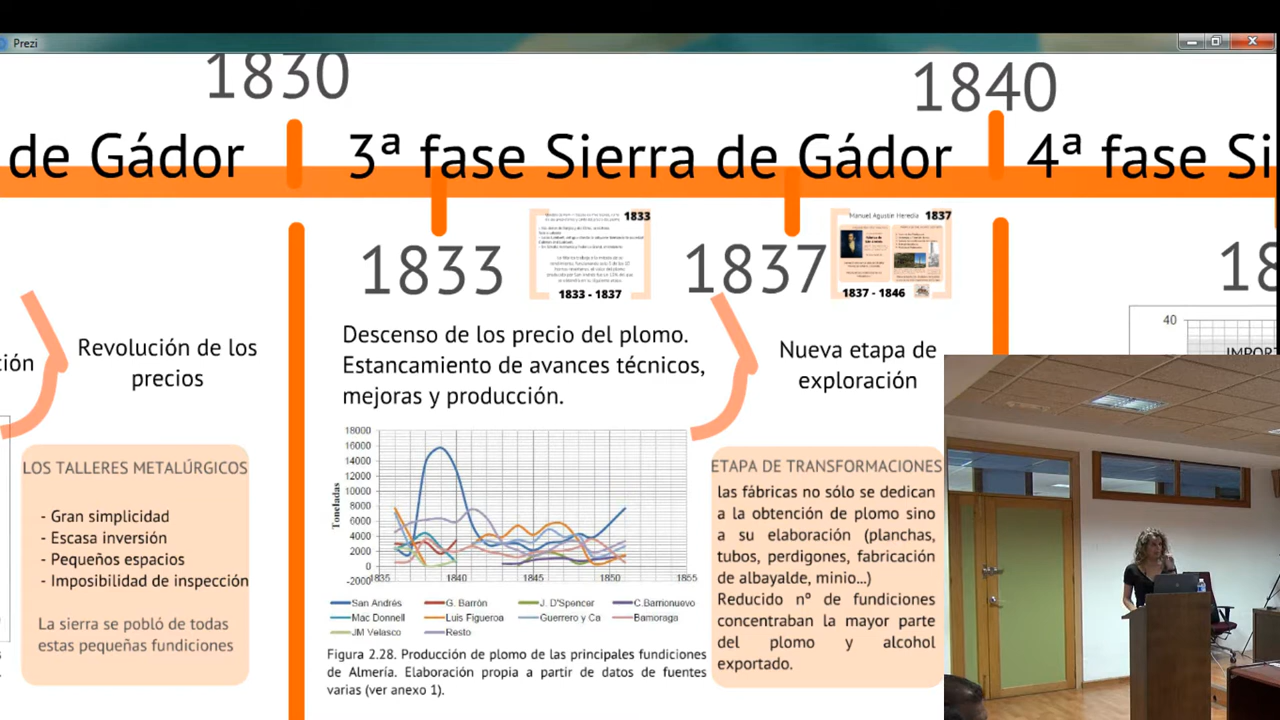 Prezi
1830
1840
de Gádor
3ª fase Sierra de Gádor
4ª fase Si
1833
1833
1833 - 1837
1837
Manuel Agustín Heredia 1837
1837 - 1846
18
ión
Revolución de los
precios
LOS TALLERES METALÚRGICOS
- Gran simplicidad
- Escasa inversión
- Pequeños espacios
- Imposibilidad de inspección
La sierra se pobló de todas
estas pequeñas fundiciones
Descenso de los precio del plomo.
Estancamiento de avances técnicos,
mejoras y producción.
Toneladas
18000
16000
14000
12000
10000
8000
6000
4000
2000
0
-2000
1835 1840 1845 1850 1855
San Andrés G. Barrón J. D'Spencer C.Barrionuevo
Mac Donnell Luis Figueroa Guerrero y Ca Bamoraga
JM Velasco Resto
Figura 2.28. Producción de plomo de las principales fundiciones
de Almería. Elaboración propia a partir de datos de fuentes
varias (ver anexo 1).
Nueva etapa de
exploración
ETAPA DE TRANSFORMACIONES
las fábricas no sólo se dedican
a la obtención de plomo sino
a su elaboración (planchas,
tubos, perdigones, fabricación
de albayalde, minio...)
Reducido nº de fundiciones
concentraban la mayor parte
del plomo y alcohol
exportado.
40
IMPORT